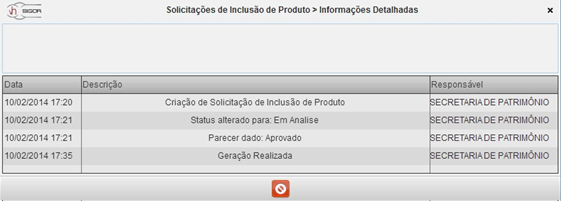 SIGOR Solicitações de Inclusão de Produto > Informações Detalhadas ×
Data Descrição Responsável
10/02/2014 17:20 Criação de Solicitação de Inclusão de Produto SECRETARIA DE PATRIMÔNIO
10/02/2014 17:21 Status alterado para: Em Analise SECRETARIA DE PATRIMÔNIO
10/02/2014 17:21 Parecer dado: Aprovado SECRETARIA DE PATRIMÔNIO
10/02/2014 17:35 Geração Realizada SECRETARIA DE PATRIMÔNIO